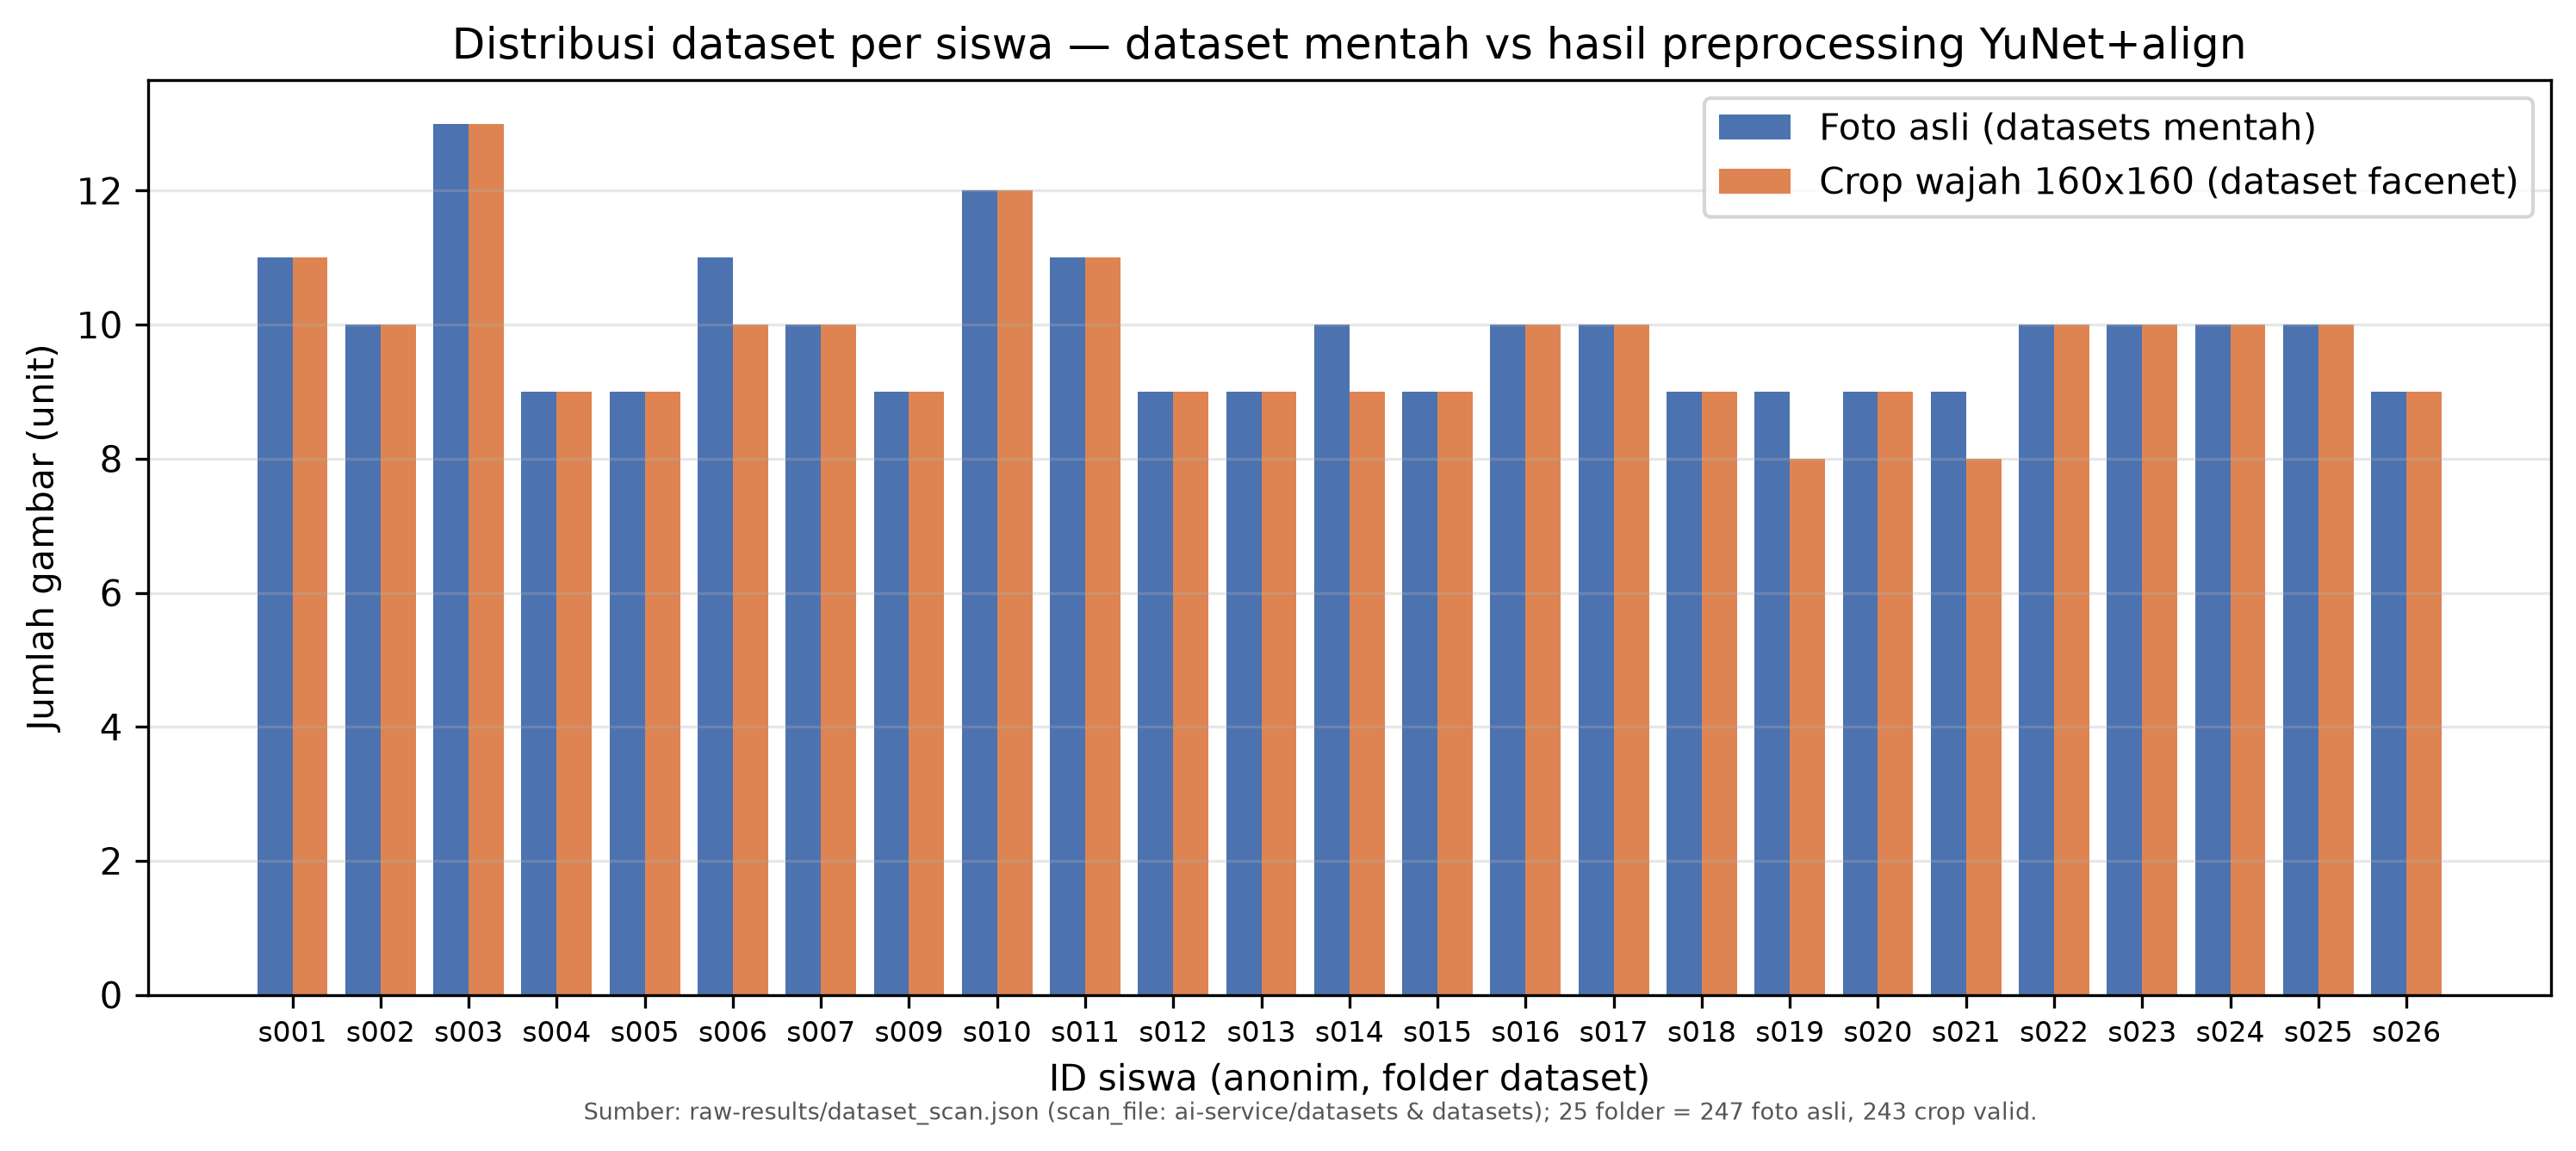 Distribusi dataset per siswa — dataset mentah vs hasil preprocessing YuNet+align
Foto asli (datasets mentah)
Crop wajah 160x160 (dataset facenet)
Jumlah gambar (unit)
12
10
8
6
4
2
0
s001 s002 s003 s004 s005 s006 s007 s009 s010 s011 s012 s013 s014 s015 s016 s017 s018 s019 s020 s021 s022 s023 s024 s025 s026
ID siswa (anonim, folder dataset)
Sumber: raw-results/dataset_scan.json (scan_file: ai-service/datasets & datasets); 25 folder = 247 foto asli, 243 crop valid.